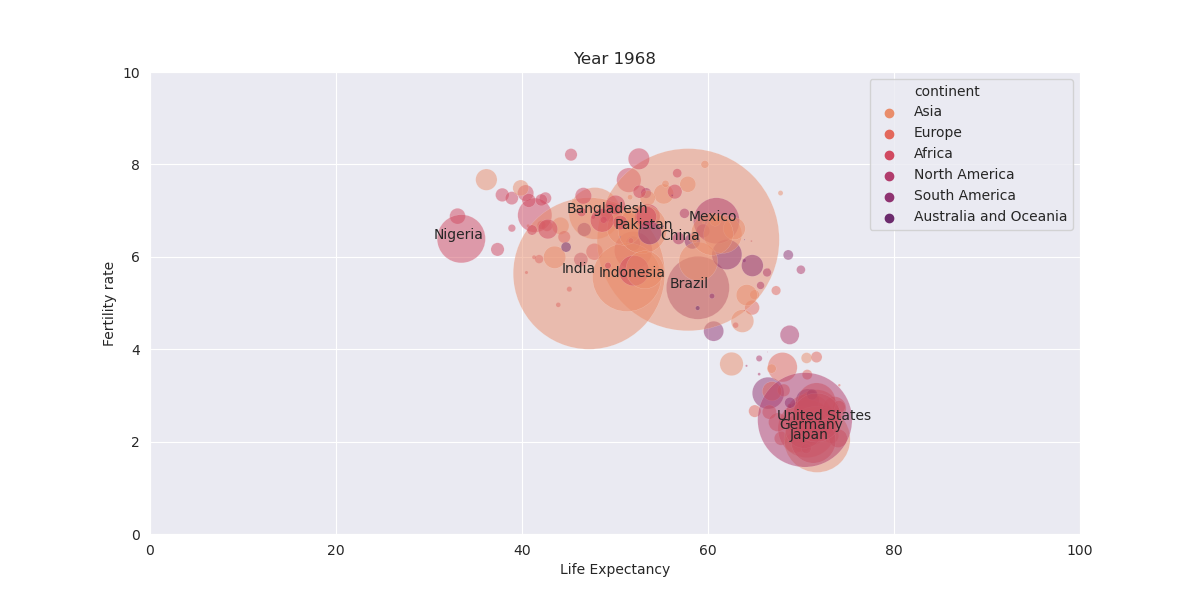 Year 1968
10
8
6
4
2
0
Fertility rate
continent
Asia
Europe
Africa
North America
South America
Australia and Oceania
Bangladesh
Mexico
Pakistan
Nigeria
China
India
Indonesia
Brazil
United States
Germany
Japan
0 20 40 60 80 100
Life Expectancy